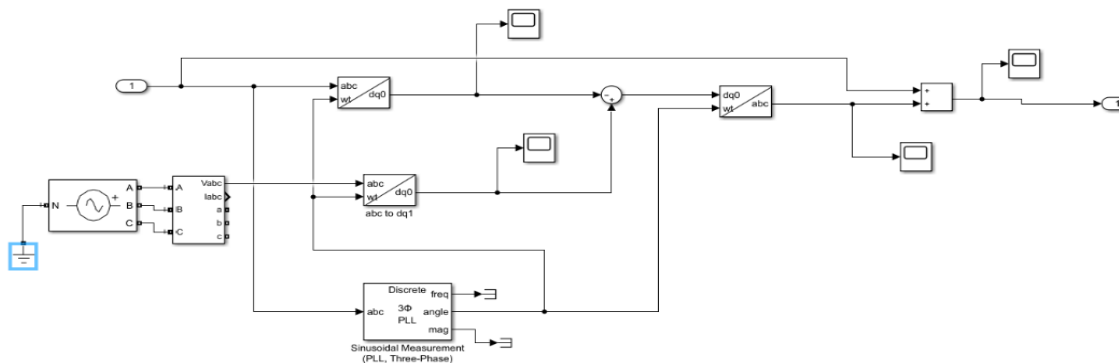 1
abc
wt
dq0
-
+
dq0
wt
abc
+
+
1
N
+
A
B
C
A
B
C
Vabc
Iabc
a
b
c
abc
wt
dq0
abc to dq1
Discrete
3Φ
PLL
abc
freq
angle
mag
Sinusoidal Measurement
(PLL, Three-Phase)